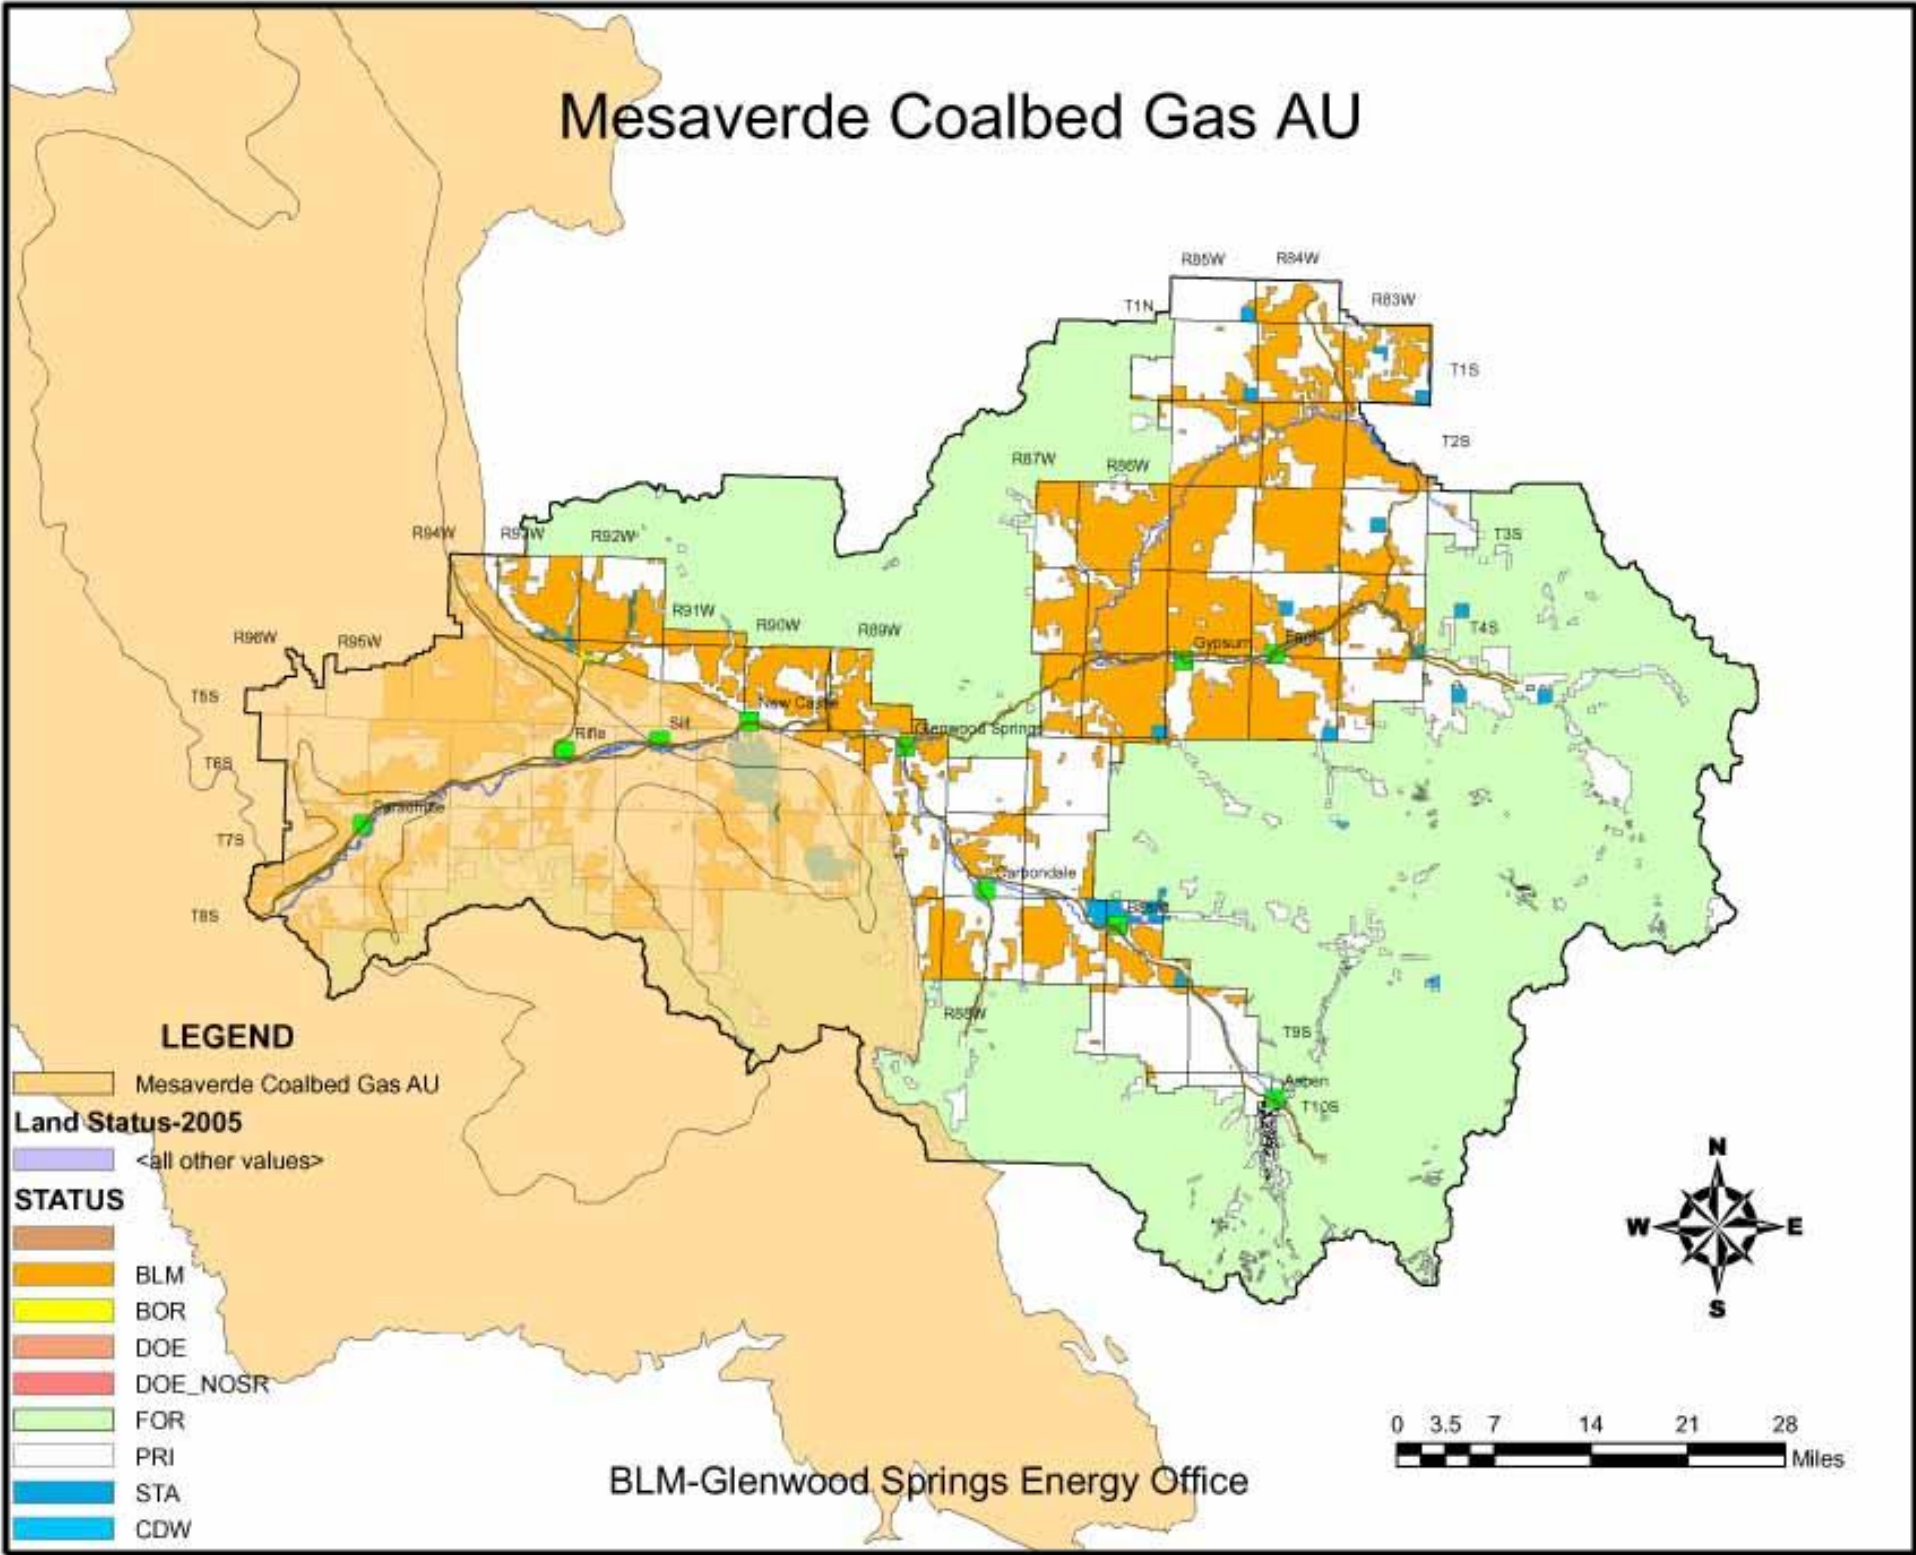 Mesaverde Coalbed Gas AU
R85W
R84W
R83W
T1N
T1S
T2S
R87W
R86W
T3S
R94W
R93W
R92W
R91W
R90W
R89W
R96W
R95W
T4S
Gypsum
Eagle
T5S
New Castle
Silt
Rifle
Glenwood Springs
T6S
Parachute
T7S
Carbondale
T8S
R88W
T9S
Aspen
T10S
LEGEND
Mesaverde Coalbed Gas AU
Land Status-2005
<all other values>
STATUS
BLM
BOR
DOE
DOE_NOSR
FOR
PRI
STA
CDW
N
W
E
S
0 3.5 7 14 21 28
Miles
BLM-Glenwood Springs Energy Office